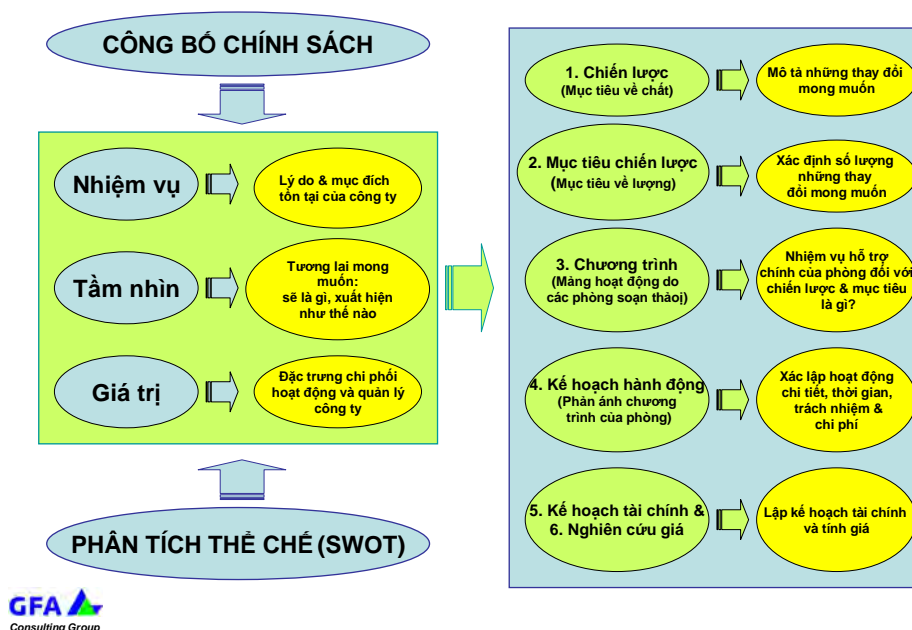 CÔNG BỐ CHÍNH SÁCH
Nhiệm vụ
Lý do & mục đích
tồn tại của công ty
Tầm nhìn
Tương lai mong
muốn:
sẽ là gì, xuất hiện
như thế nào
Giá trị
Đặc trưng chi phối
hoạt động và quản lý
công ty
PHÂN TÍCH THỂ CHẾ (SWOT)
1. Chiến lược
(Mục tiêu về chất)
Mô tả những thay đổi
mong muốn
2. Mục tiêu chiến lược
(Mục tiêu về lượng)
Xác định số lượng
những thay
đổi mong muốn
3. Chương trình
(Mảng hoạt động do
các phòng soạn thảoị)
Nhiệm vụ hỗ trợ
chính của phòng đối với
chiến lược & mục tiêu
là gì?
4. Kế hoạch hành động
(Phản ánh chương
trình của phòng)
Xác lập hoạt động
chi tiết, thời gian,
trách nhiệm &
chi phí
5. Kế hoạch tài chính &
6. Nghiên cứu giá
Lập kế hoạch tài chính
và tính giá
GFA
Consulting Group